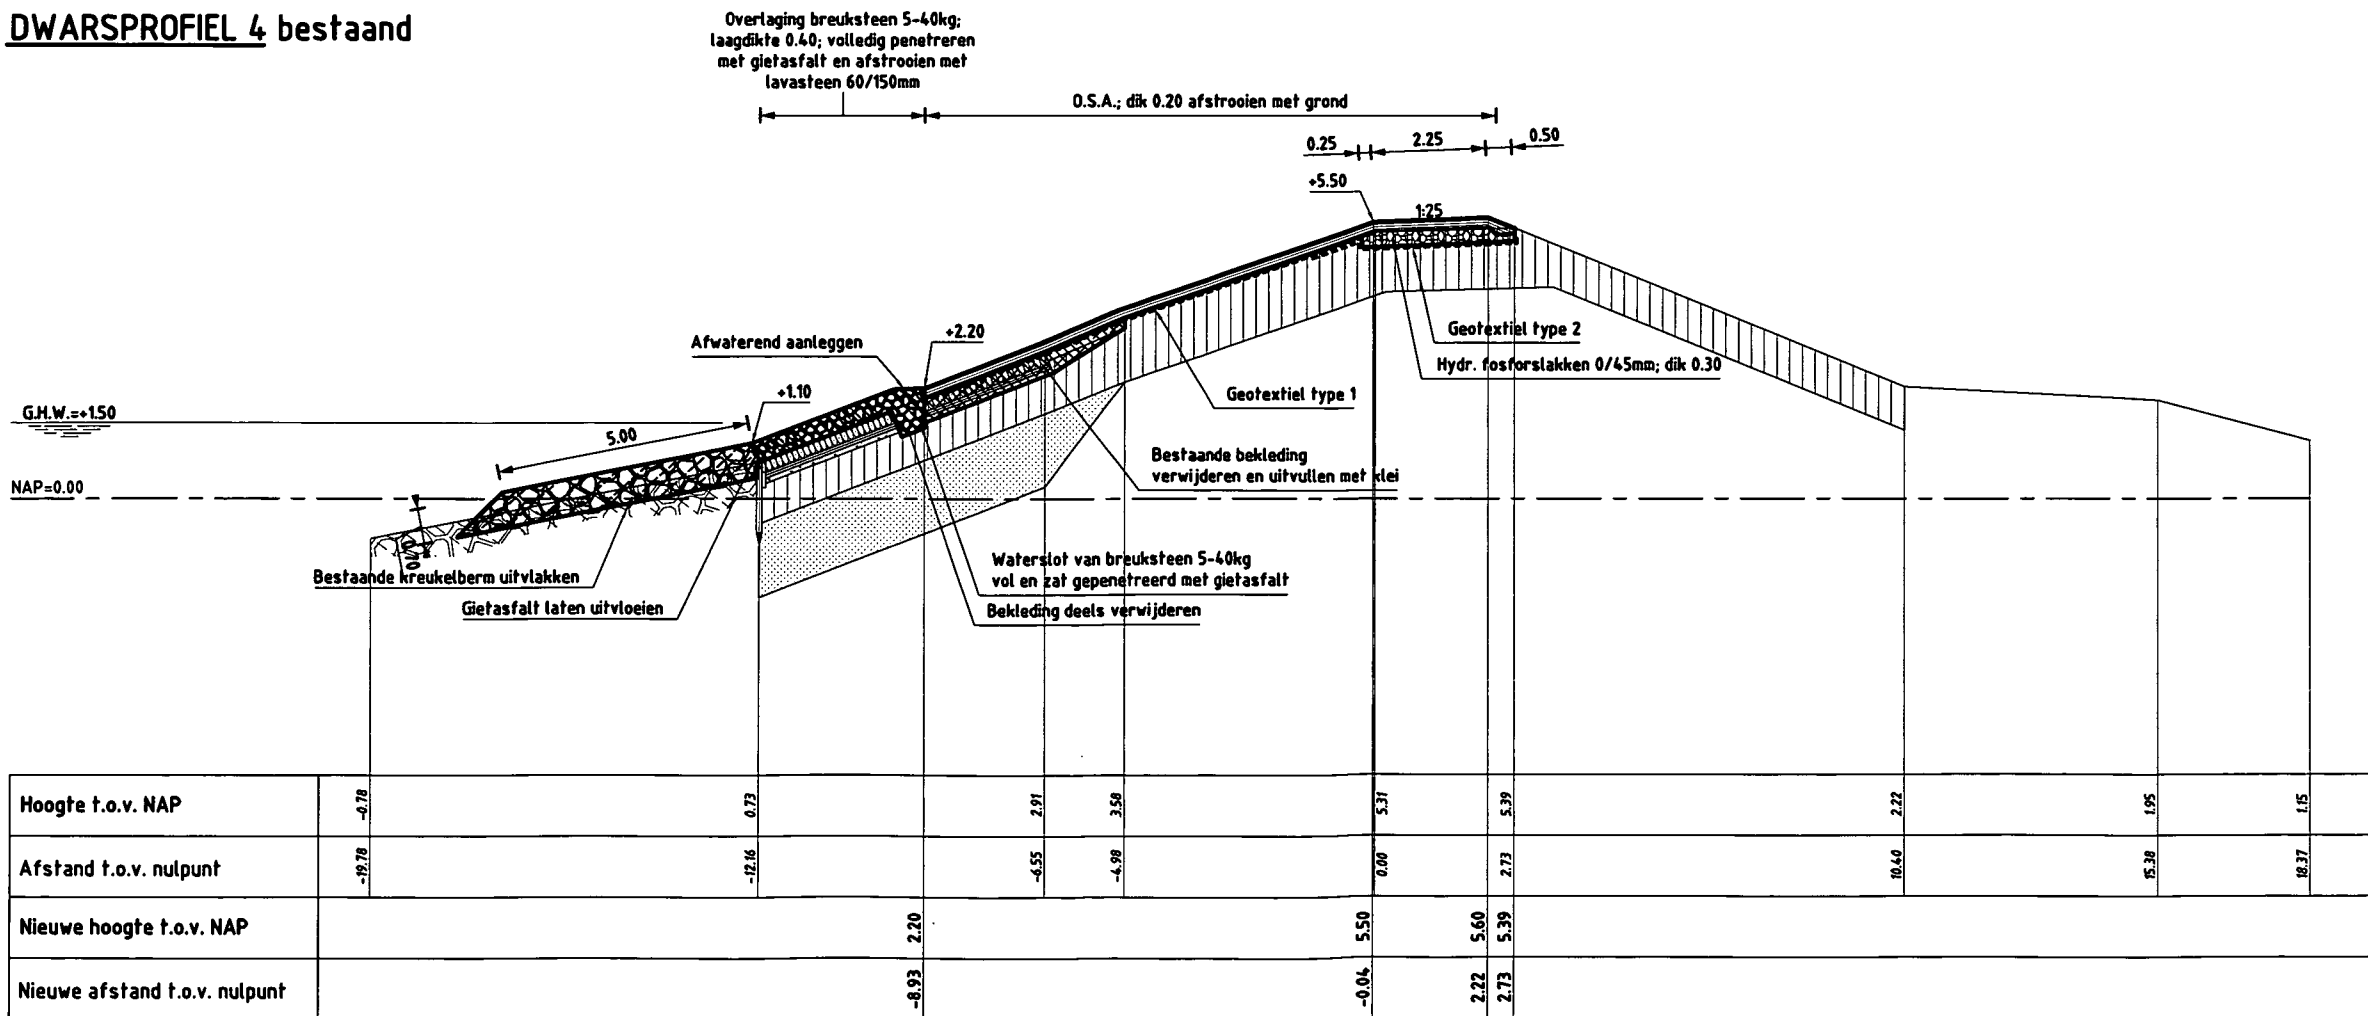 DWARSPROFIEL 4 bestaand
Overlaging breuksteen 5-40kg;
laagdikte 0.40; volledig penetreren
met gietasfalt en afstrooien met
lavasteen 60/150mm
O.S.A.; dik 0.20 afstrooien met grond
0.25
2.25
0.50
+5.50
1:25
Geotextiel type 2
Hydr. fosforslakken 0/45mm; dik 0.30
Afwaterend aanleggen
+2.20
Geotextiel type 1
+1.10
G.H.W.=+1.50
5.00
Bestaande bekleding
verwijderen en uitvullen met klei
NAP=0.00
0.70
Waterslot van breuksteen 5-40kg
vol en zat gepenetreerd met gietasfalt
Bestaande kreukelberm uitvlakken
Gietasfalt laten uitvloeien
Bekleding deels verwijderen
Hoogte t.o.v. NAP
-0.78
0.73
2.91
3.58
5.31
5.39
2.22
1.95
1.15
Afstand t.o.v. nulpunt
-19.78
-12.16
-6.55
-4.98
0.00
2.73
10.40
15.38
18.37
Nieuwe hoogte t.o.v. NAP
2.20
5.50
5.60
5.39
Nieuwe afstand t.o.v. nulpunt
-8.93
-0.04
2.22
2.73